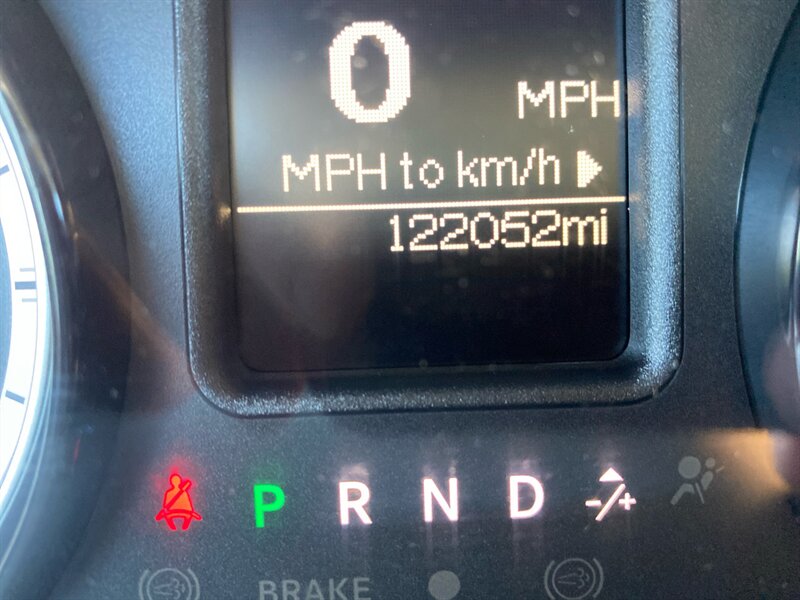 0
MPH
MPH to km/h
122052mi
P R N D -/+
BRAKE